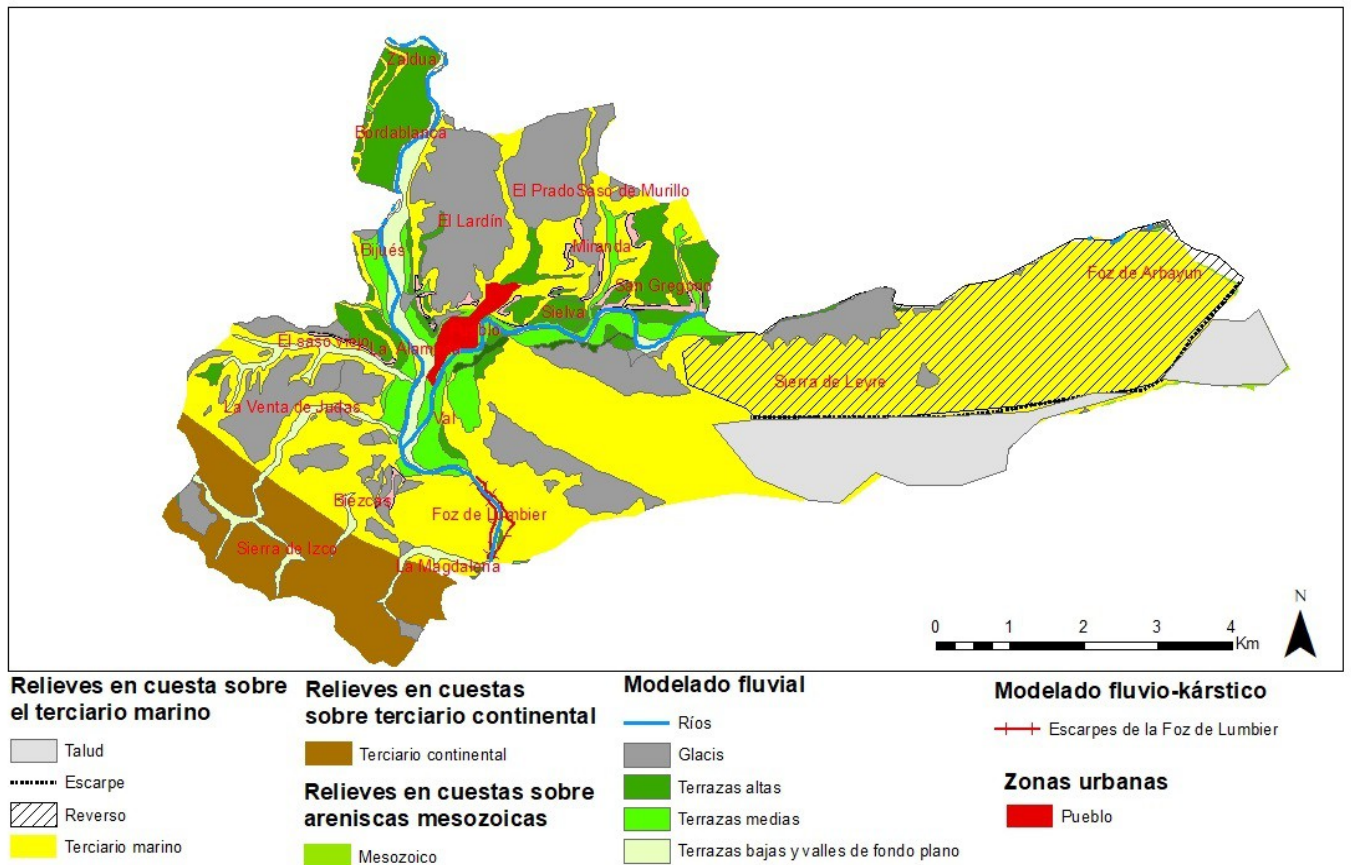 Zaldua
Bordablanca
El Prado
Saso de Murillo
El Lardín
Bijués
Miranda
Foz de Arbayun
San Gregorio
Sielva
El saso viejo
Sierra de Leyre
La Venta de Judas
Val
Biezcas
Foz de Lumbier
Sierra de Izco
La Magdalena
N
0 1 2 3 4
Km
Relieves en cuesta sobre
el terciario marino
Talud
Escarpe
Reverso
Terciario marino
Relieves en cuestas
sobre terciario continental
Terciario continental
Relieves en cuestas sobre
areniscas mesozoicas
Mesozoico
Modelado fluvial
Ríos
Glacis
Terrazas altas
Terrazas medias
Terrazas bajas y valles de fondo plano
Modelado fluvio-kárstico
Escarpes de la Foz de Lumbier
Zonas urbanas
Pueblo